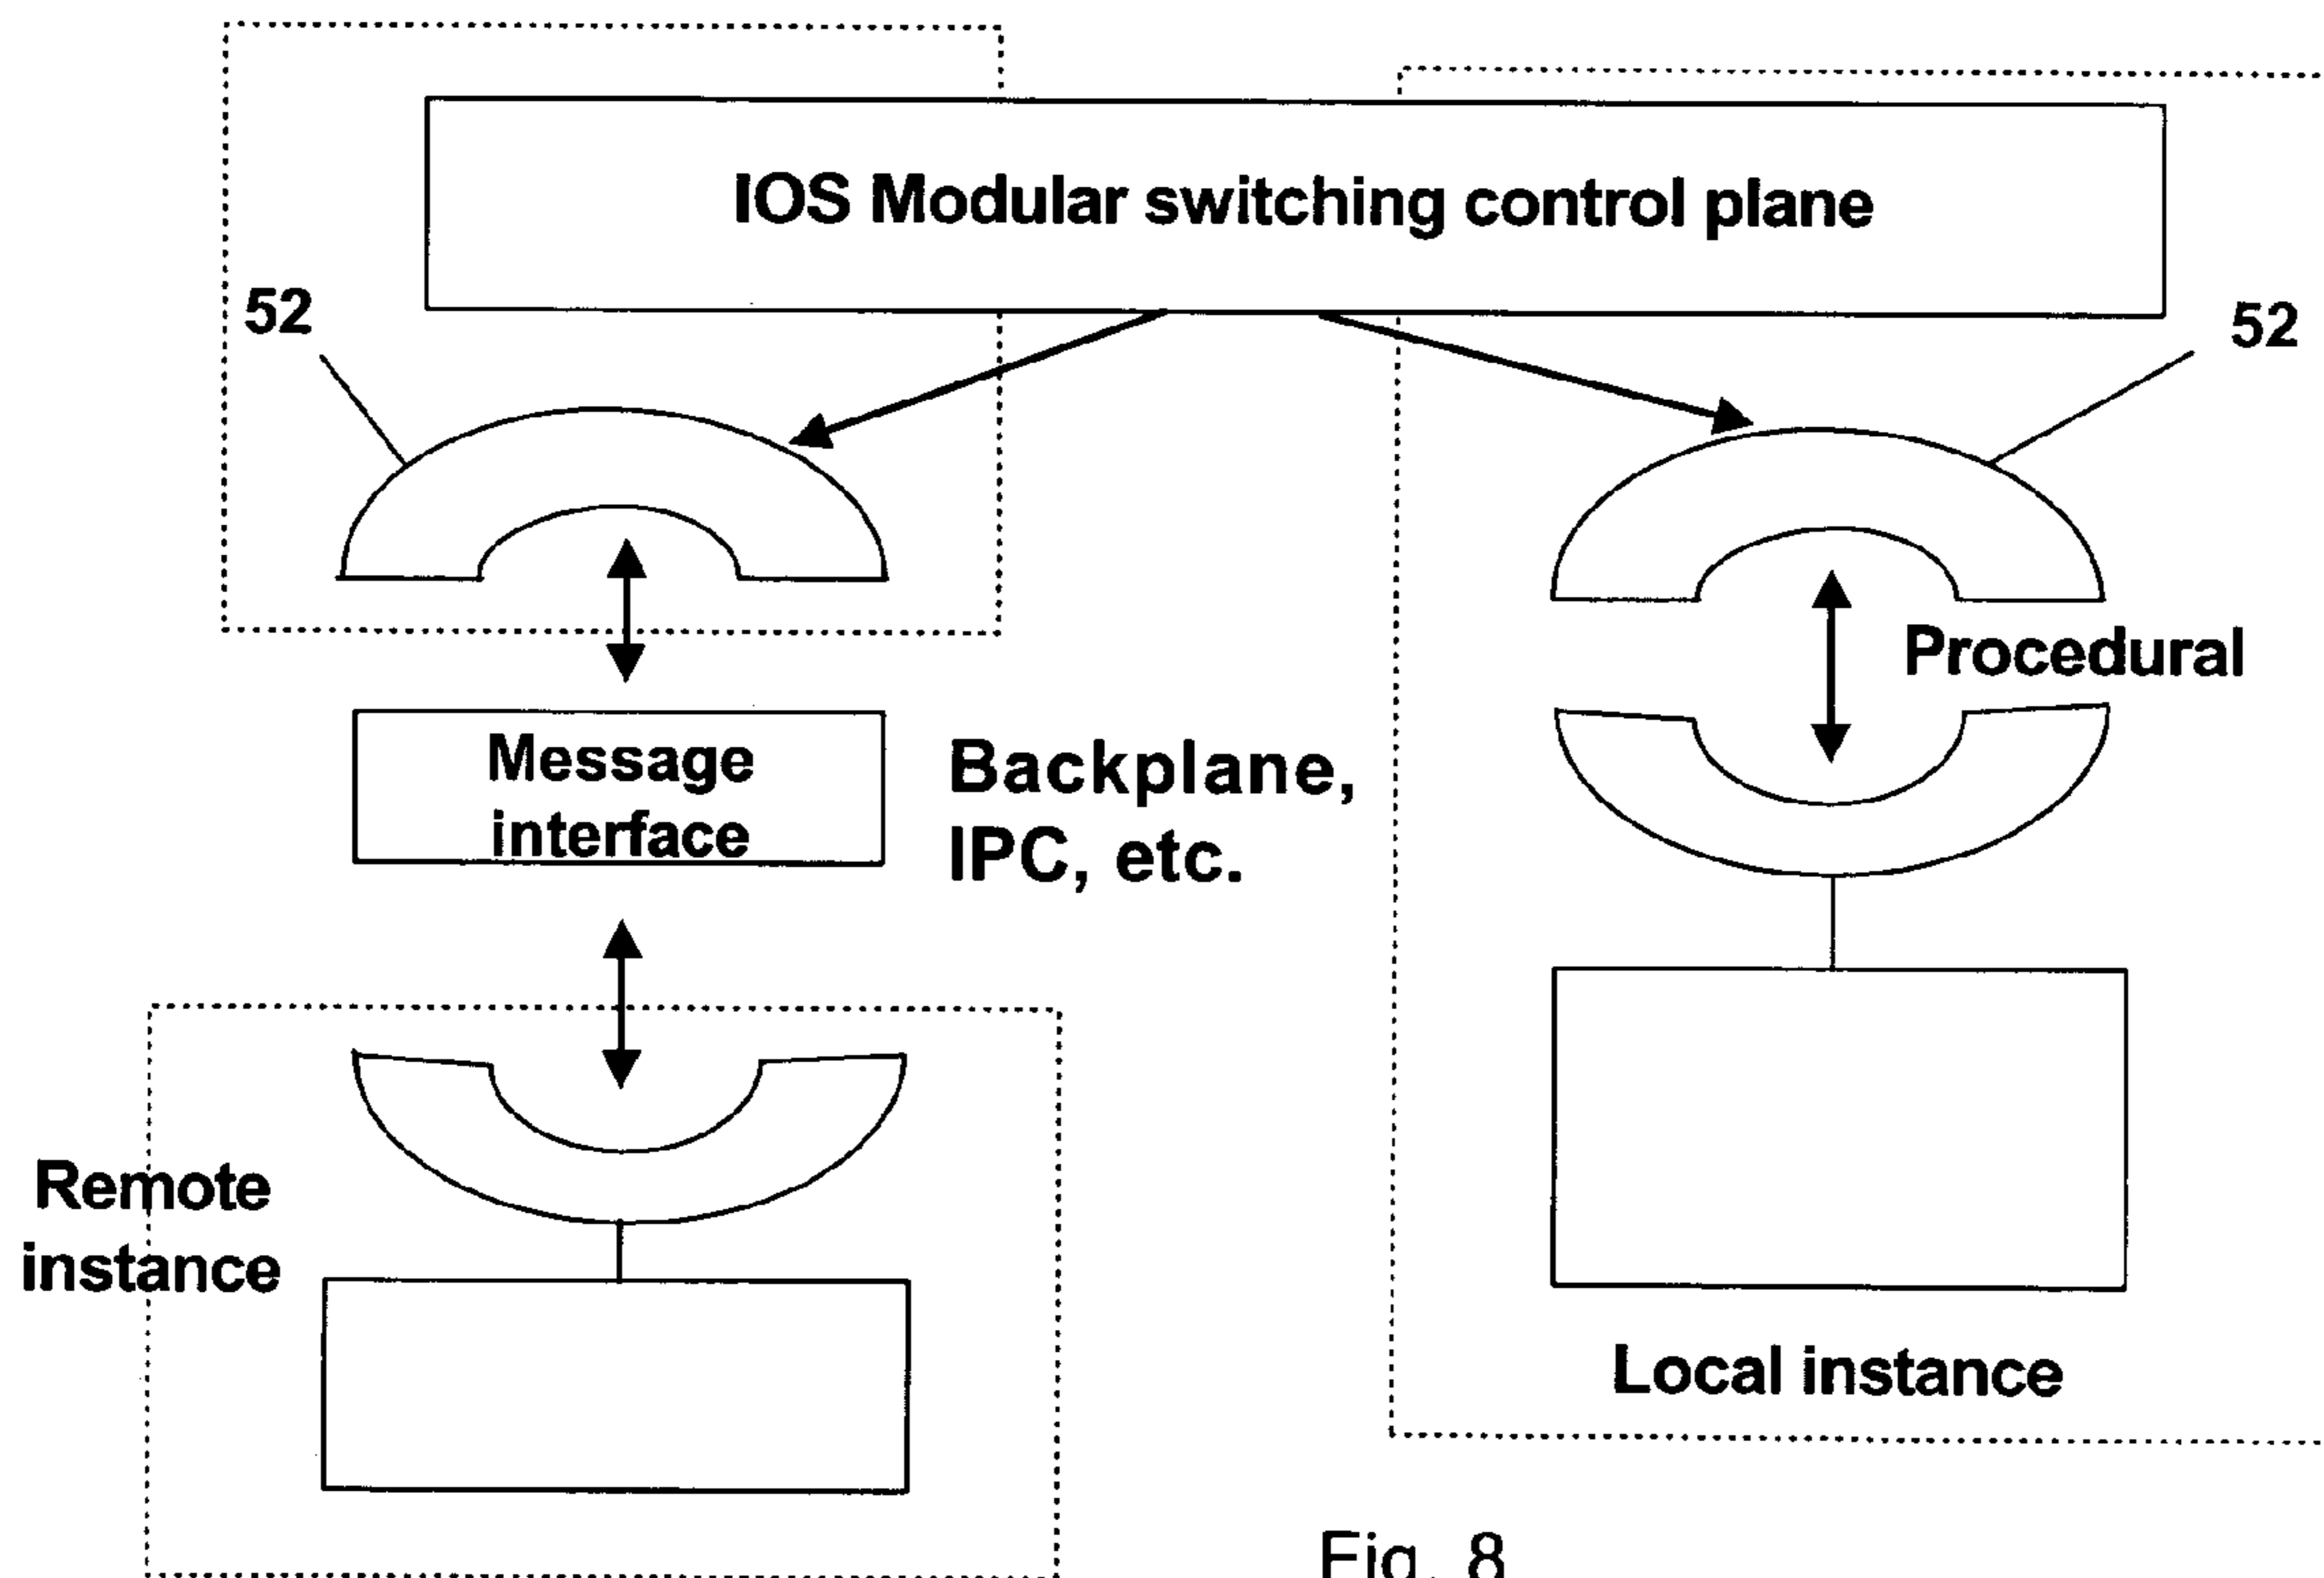 IOS Modular switching control plane
52
52
Procedural
Message
interface
Backplane,
IPC, etc.
Remote
instance
Local instance
Fig. 8